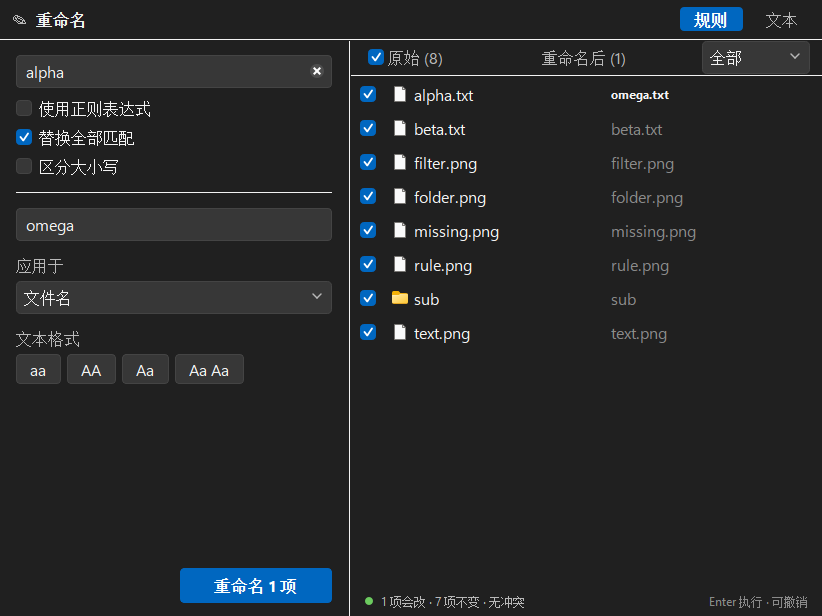 重命名
规则 文本
alpha
使用正则表达式
替换全部匹配
区分大小写
omega
应用于
文件名
文本格式
aa AA Aa Aa Aa
重命名 1 项
原始 (8) 重命名后 (1) 全部
alpha.txt omega.txt
beta.txt beta.txt
filter.png filter.png
folder.png folder.png
missing.png missing.png
rule.png rule.png
sub sub
text.png text.png
1 项会改 · 7 项不变 · 无冲突
Enter 执行 · 可撤销